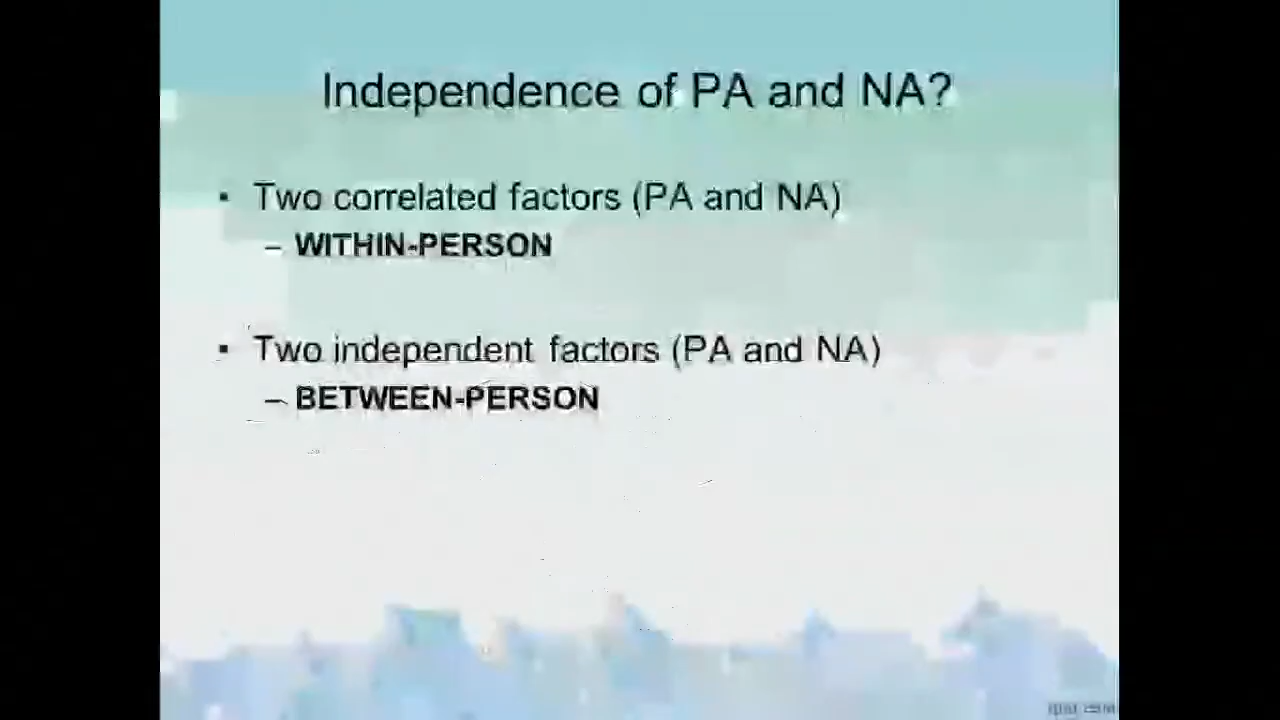 Independence of PA and NA?
• Two correlated factors (PA and NA)
– WITHIN-PERSON
• Two independent factors (PA and NA)
– BETWEEN-PERSON